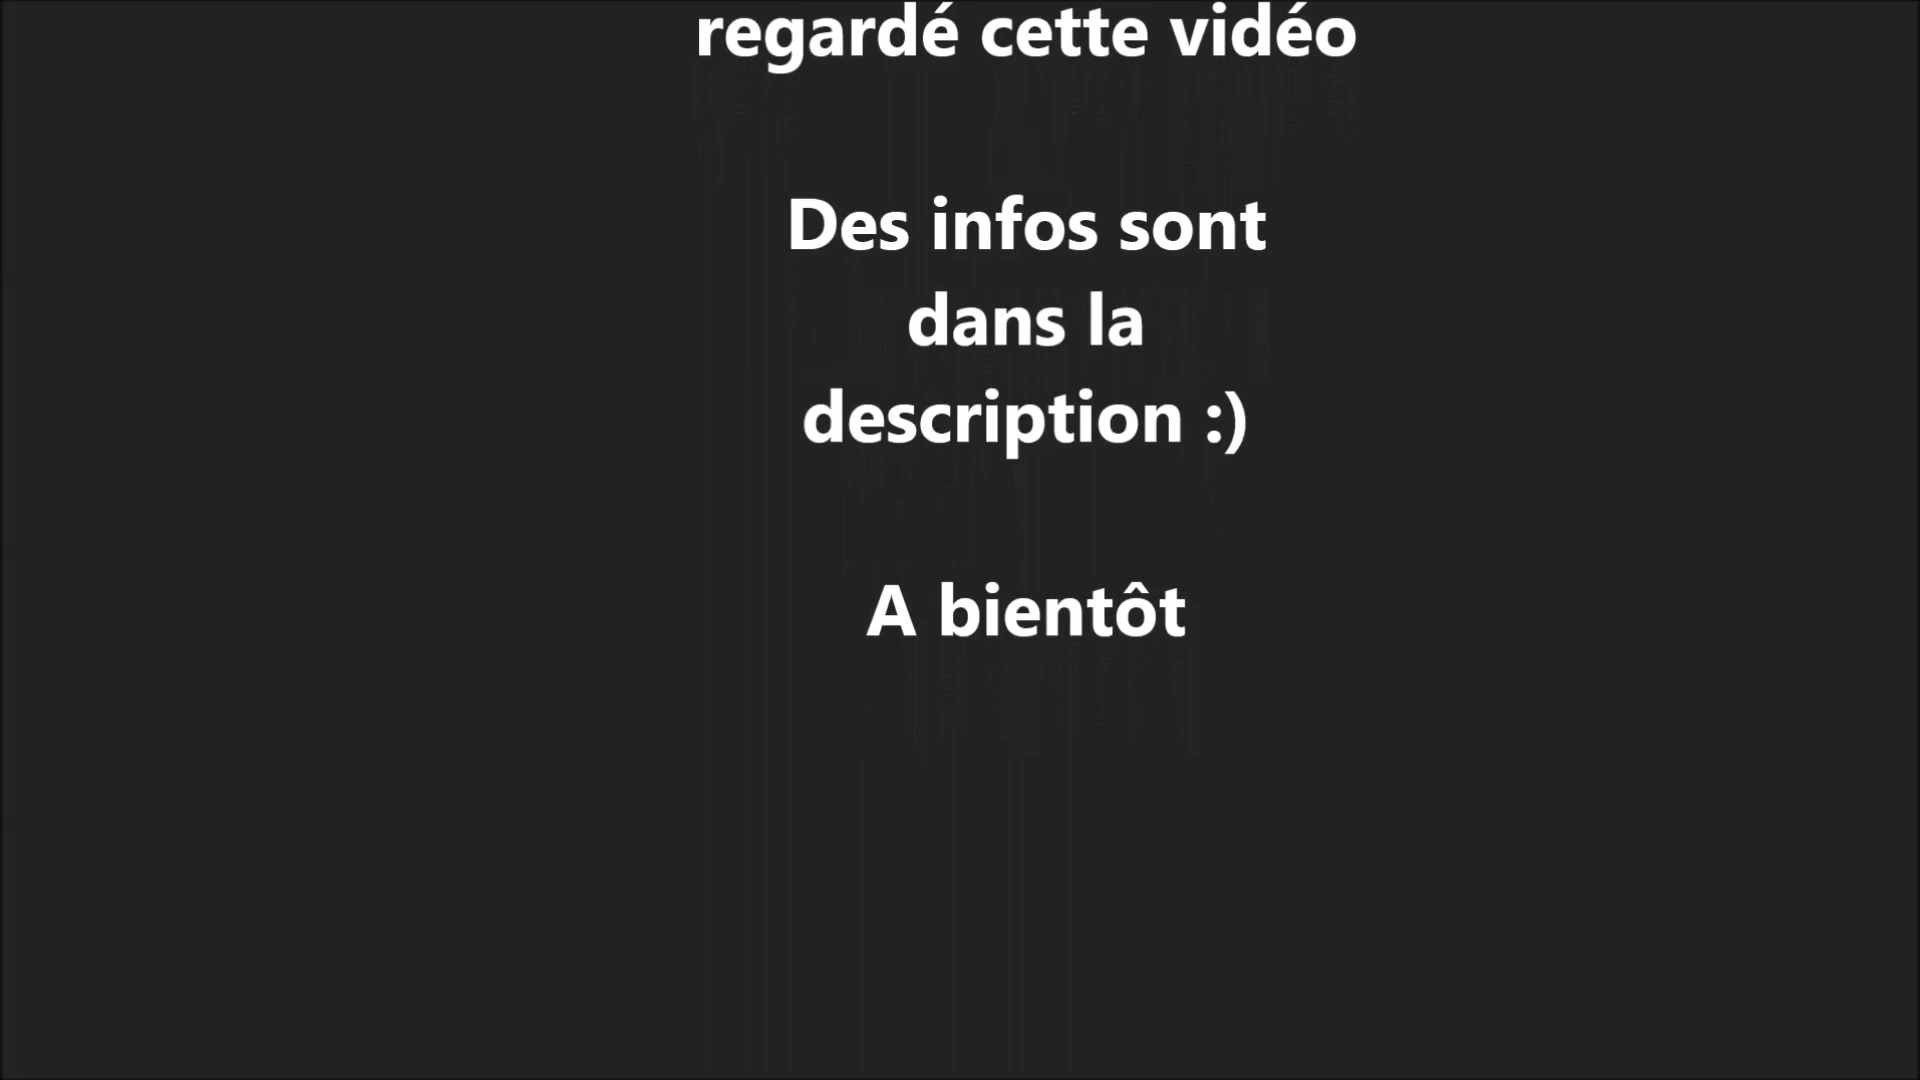 regardé cette vidéo
Des infos sont
dans la
description :)
A bientôt